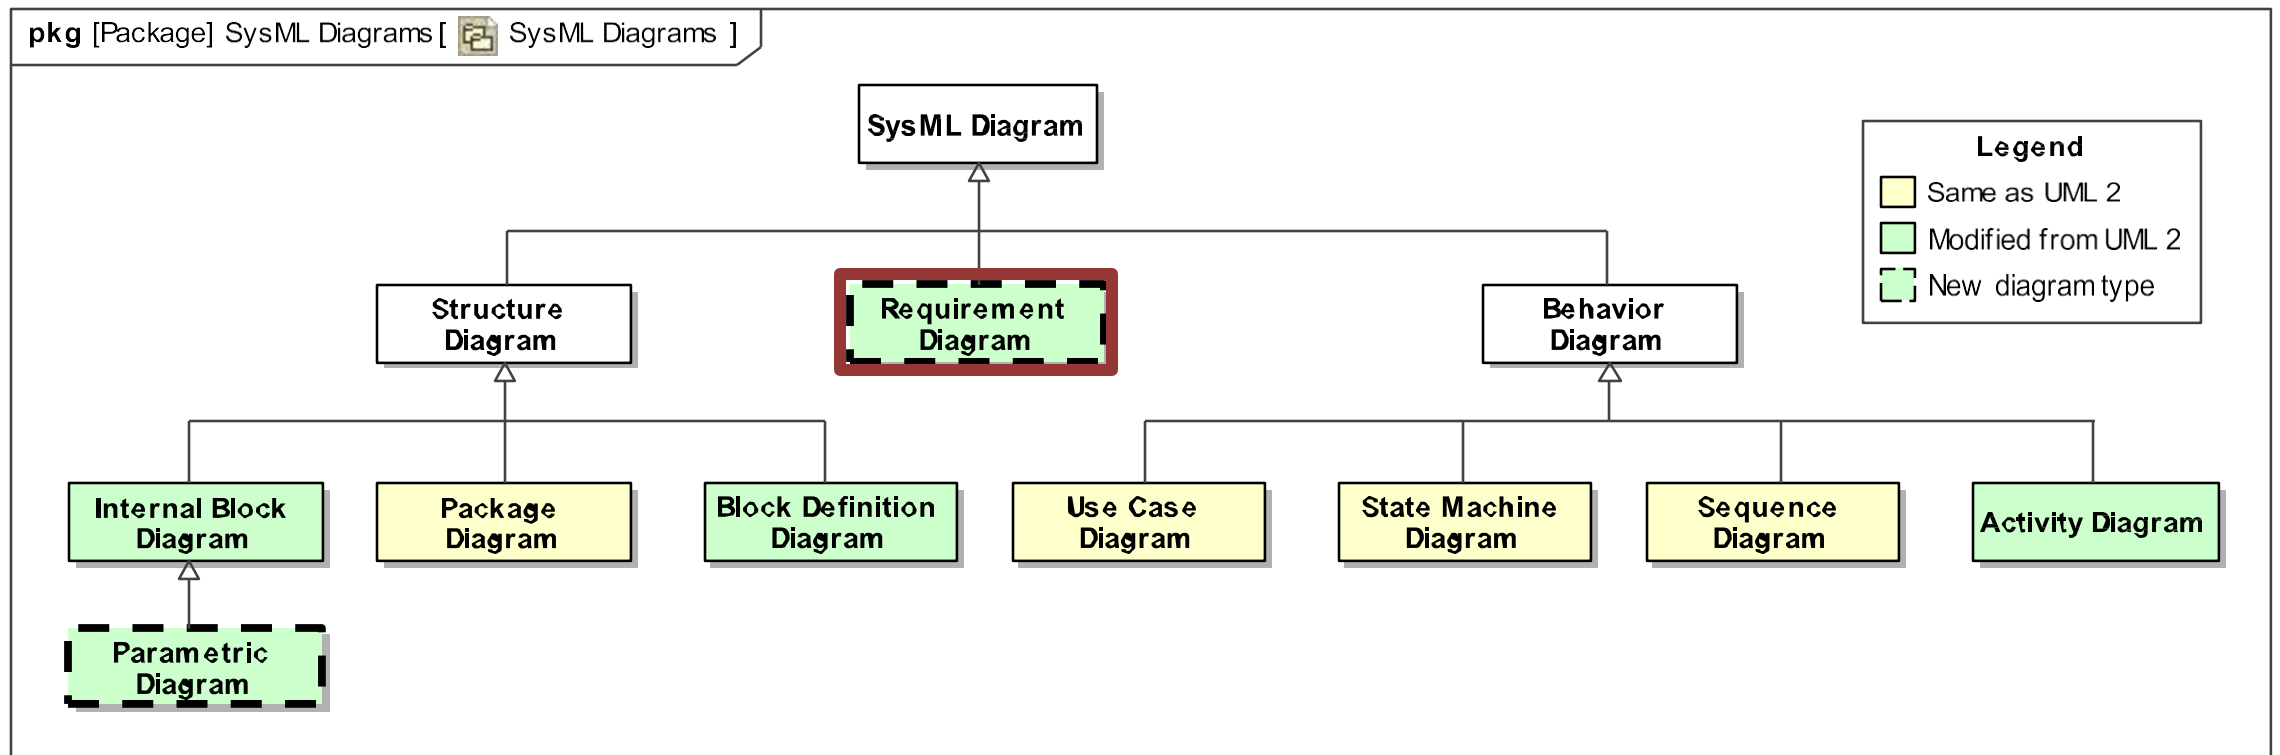 pkg [Package] SysML Diagrams [ SysML Diagrams ]
SysML Diagram
Legend
Same as UML 2
Modified from UML 2
New diagram type
Structure
Diagram
Requirement
Diagram
Behavior
Diagram
Internal Block
Diagram
Package
Diagram
Block Definition
Diagram
Use Case
Diagram
State Machine
Diagram
Sequence
Diagram
Activity Diagram
Parametric
Diagram